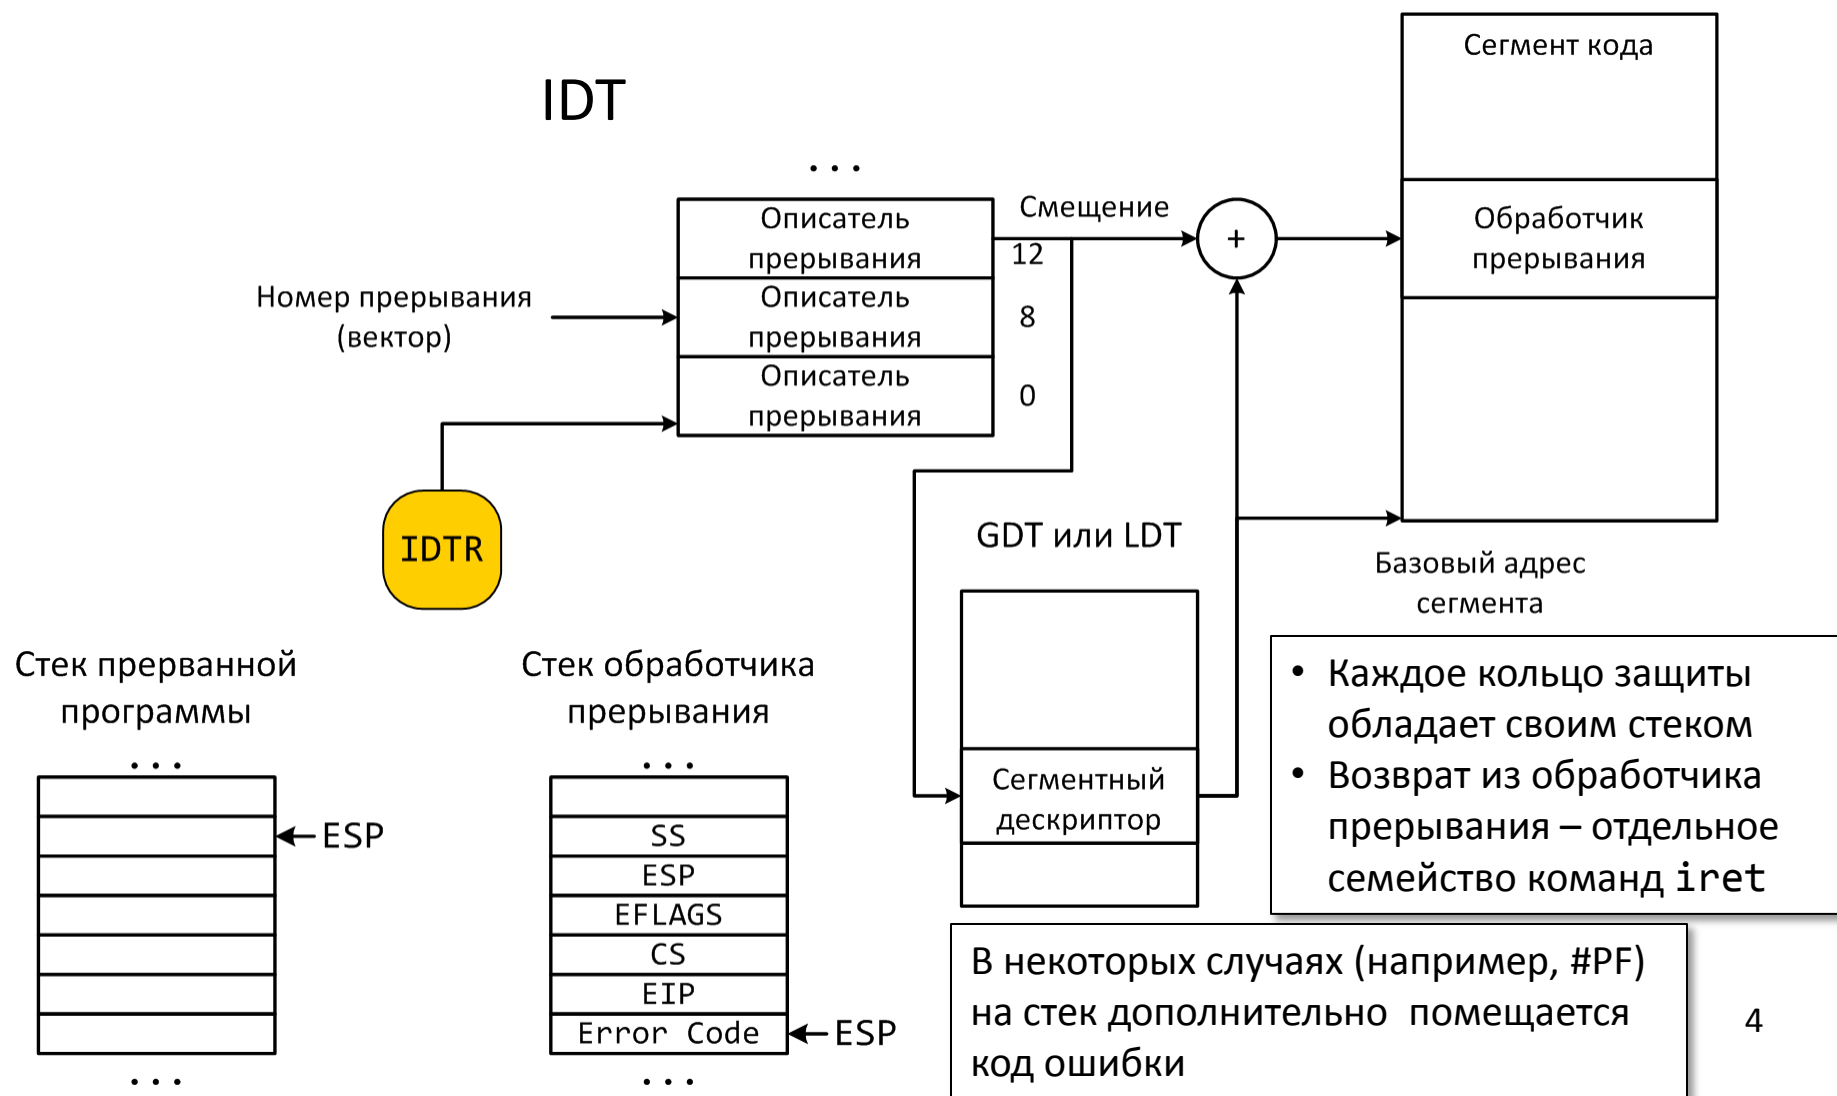 IDT
...
Описатель
прерывания
Описатель
прерывания
Описатель
прерывания
12
8
0
Смещение
+
Номер прерывания
(вектор)
IDTR
Сегмент кода
Обработчик
прерывания
Базовый адрес
сегмента
GDT или LDT
Сегментный
дескриптор
Стек прерванной
программы
...
ESP
...
Стек обработчика
прерывания
...
SS
ESP
EFLAGS
CS
EIP
Error Code
ESP
...
• Каждое кольцо защиты
обладает своим стеком
• Возврат из обработчика
прерывания – отдельное
семейство команд iret
В некоторых случаях (например, #PF)
на стек дополнительно помещается
код ошибки
4